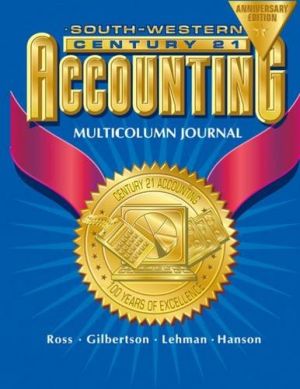 ANNIVERSARY
EDITION
SOUTH-WESTERN
CENTURY 21
ACCOUNTING
MULTICOLUMN JOURNAL
CENTURY 21 ACCOUNTING
100 YEARS OF EXCELLENCE
Ross · Gilbertson · Lehman · Hanson